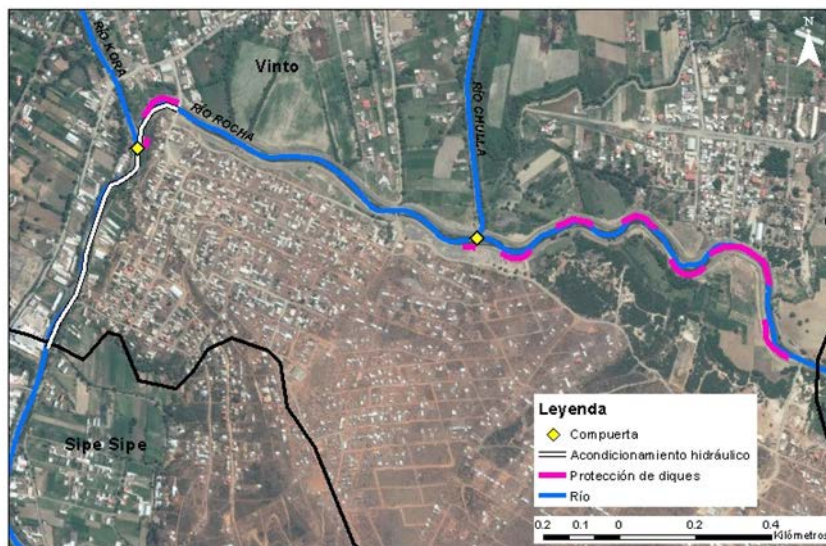 N
RÍO KORA
Vinto
RÍO ROCHA
RÍO CHULLA
Sipe Sipe
Leyenda
Compuerta
Acondicionamiento hidráulico
Protección de diques
Río
0.2 0.1 0 0.2 0.4
Kilómetros